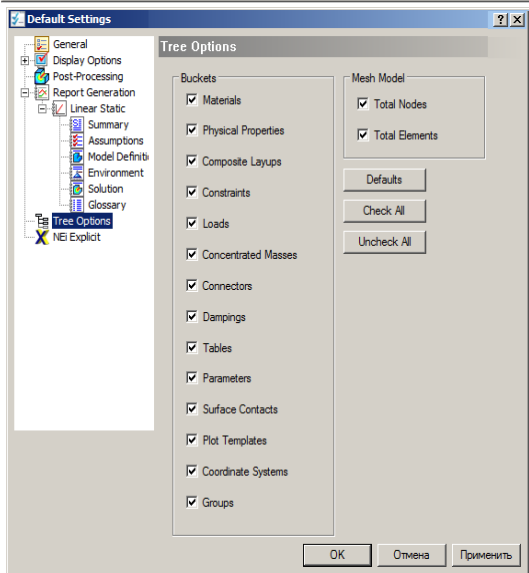 Default Settings
General
Display Options
Post-Processing
Report Generation
Linear Static
Summary
Assumptions
Model Definiti
Environment
Solution
Glossary
Tree Options
NEi Explicit
Tree Options
Buckets
Materials
Physical Properties
Composite Layups
Constraints
Loads
Concentrated Masses
Connectors
Dampings
Tables
Parameters
Surface Contacts
Plot Templates
Coordinate Systems
Groups
Mesh Model
Total Nodes
Total Elements
Defaults
Check All
Uncheck All
OK
Отмена
Применить